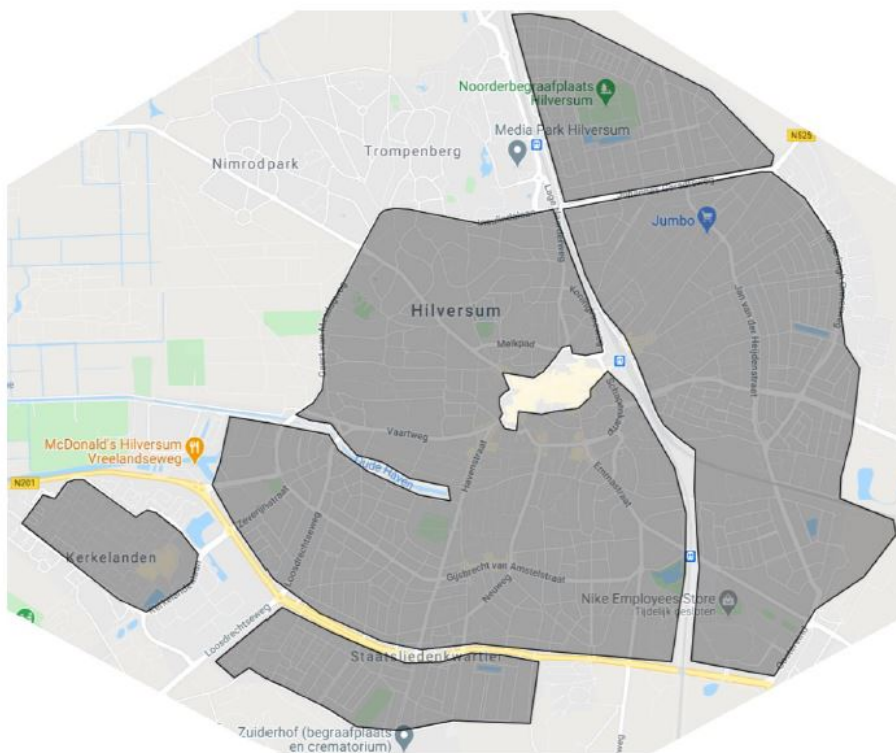 Noorderbegraafplaats
Hilversum
Media Park Hilversum
N525
Trompenberg
Nimrodpark
Jumbo
Hilversum
Jan van der Heijdenstraat
Melkpad
Schapenkamp
Vaartweg
McDonald's Hilversum
Vreelandseweg
Oude Haven
Havenstraat
Emmastraat
N201
Zeverijnstraat
Kerkelanden
Loosdrechtseweg
Gijsbrecht van Amstelstraat
Neuweg
Nike Employees Store
Tijdelijk gesloten
Loosdrechtseweg
Staatsliedenkwartier
Zuiderhof (begraafplaats
en crematorium)